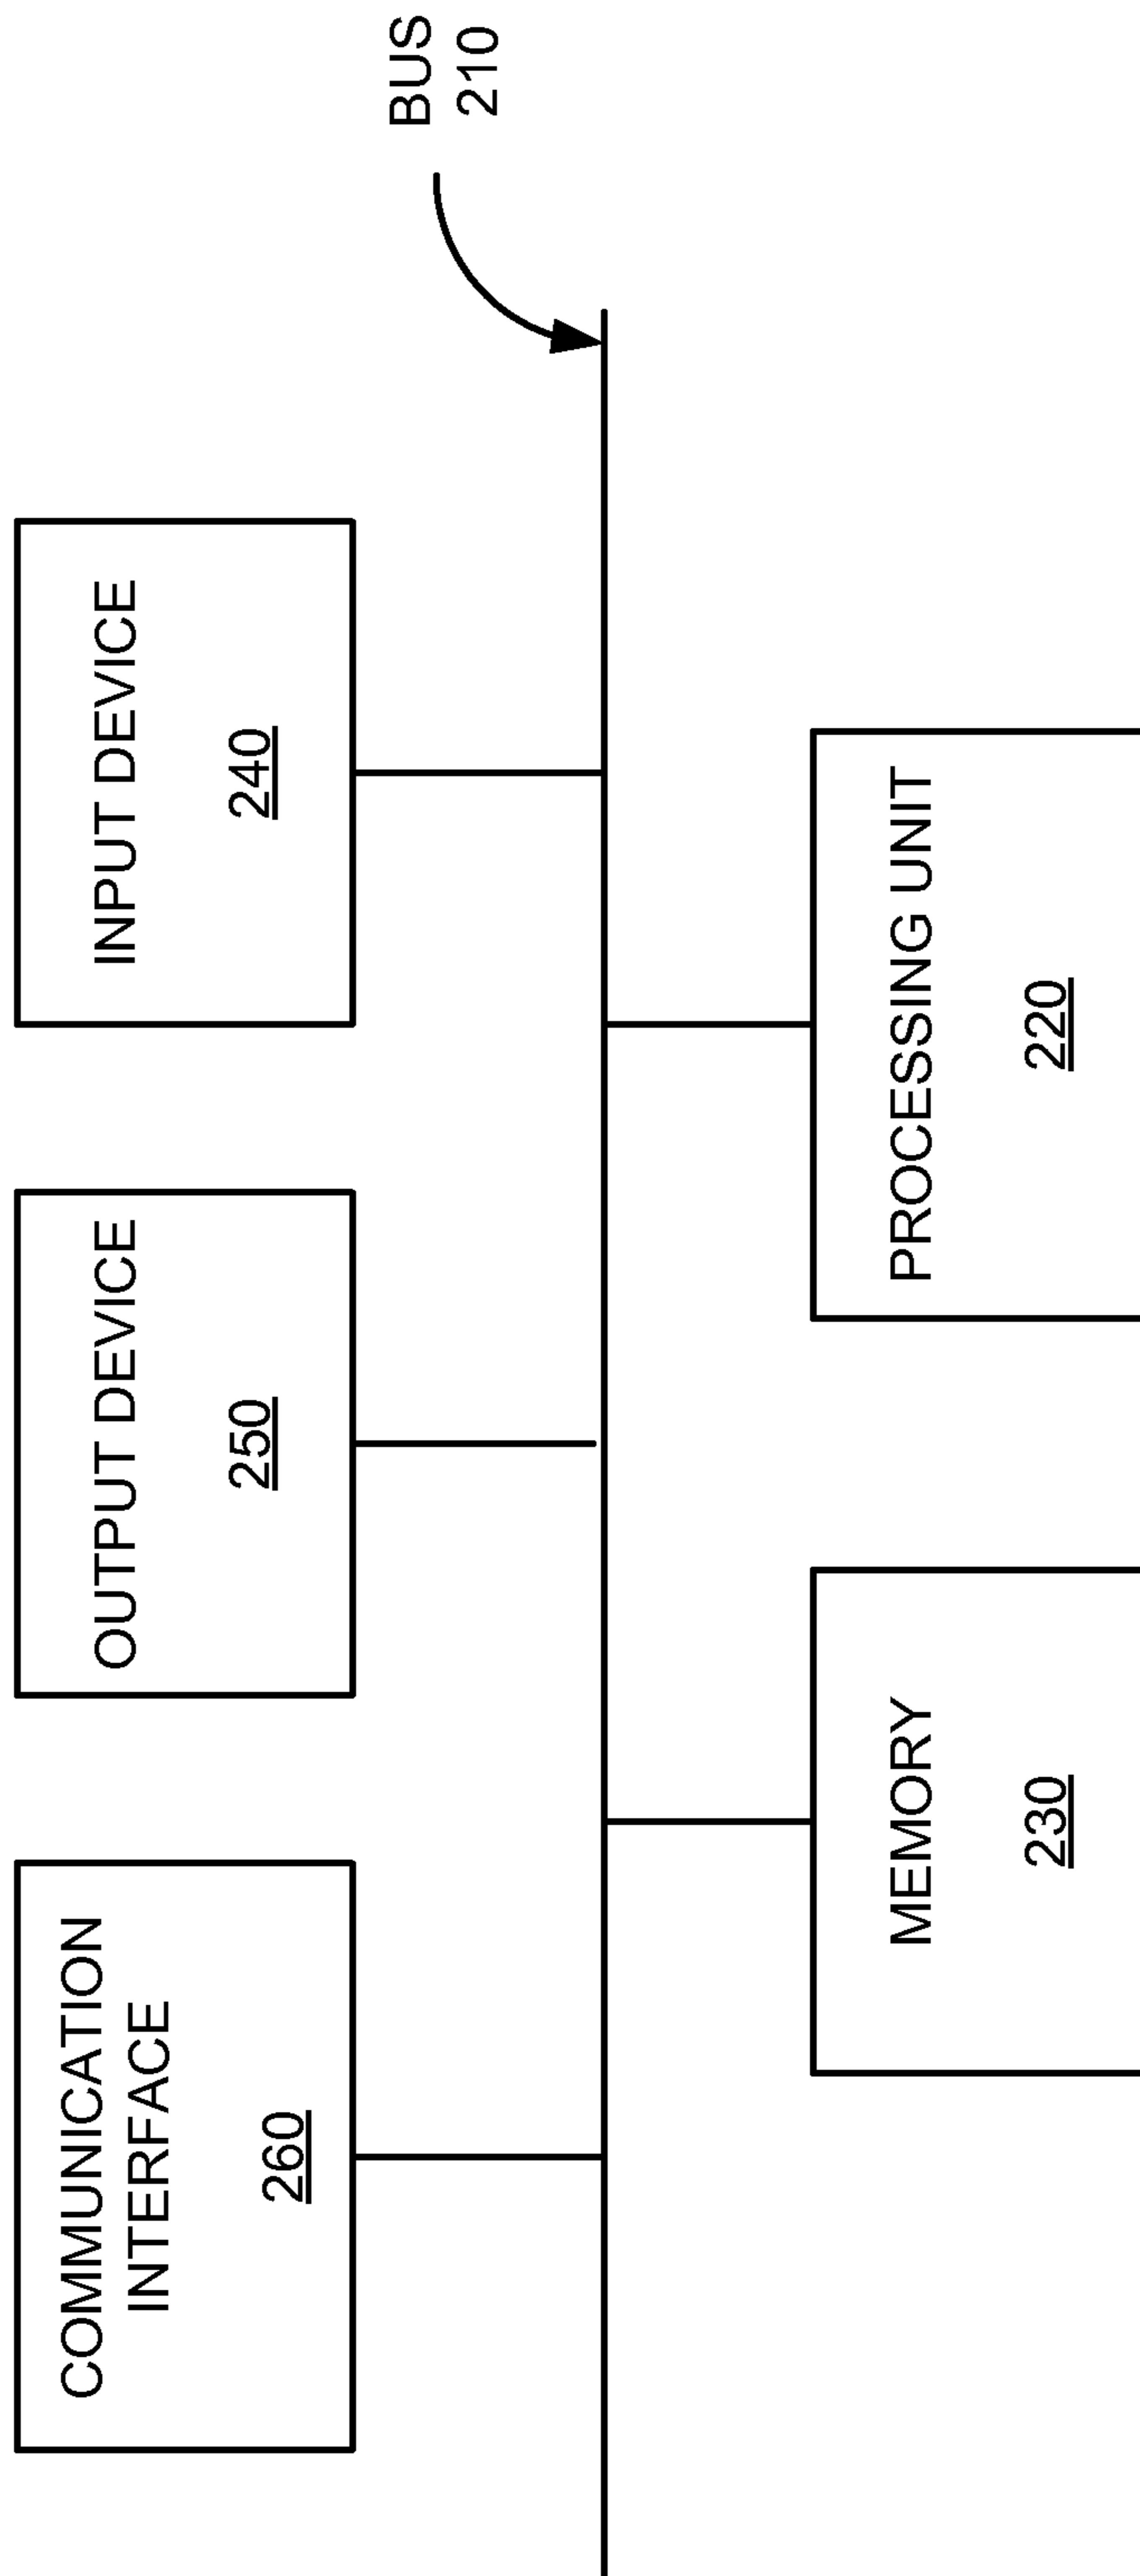 COMMUNICATION
INTERFACE
260
OUTPUT DEVICE
250
INPUT DEVICE
240
BUS
210
MEMORY
230
PROCESSING UNIT
220